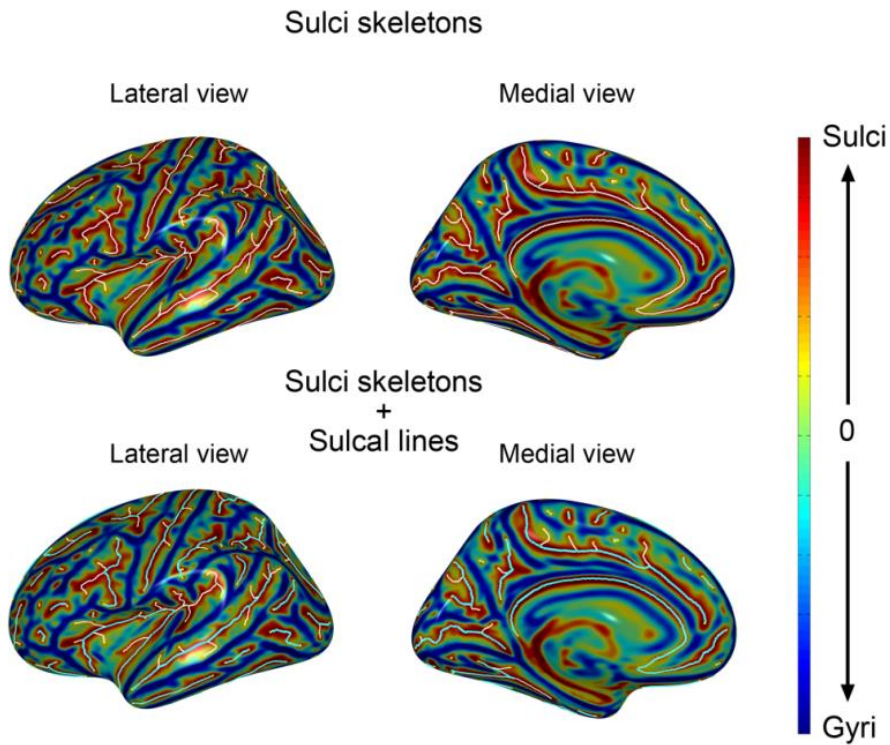 Sulci skeletons
Lateral view
Medial view
Sulci
0
Gyri
Sulci skeletons
+
Sulcal lines
Lateral view
Medial view